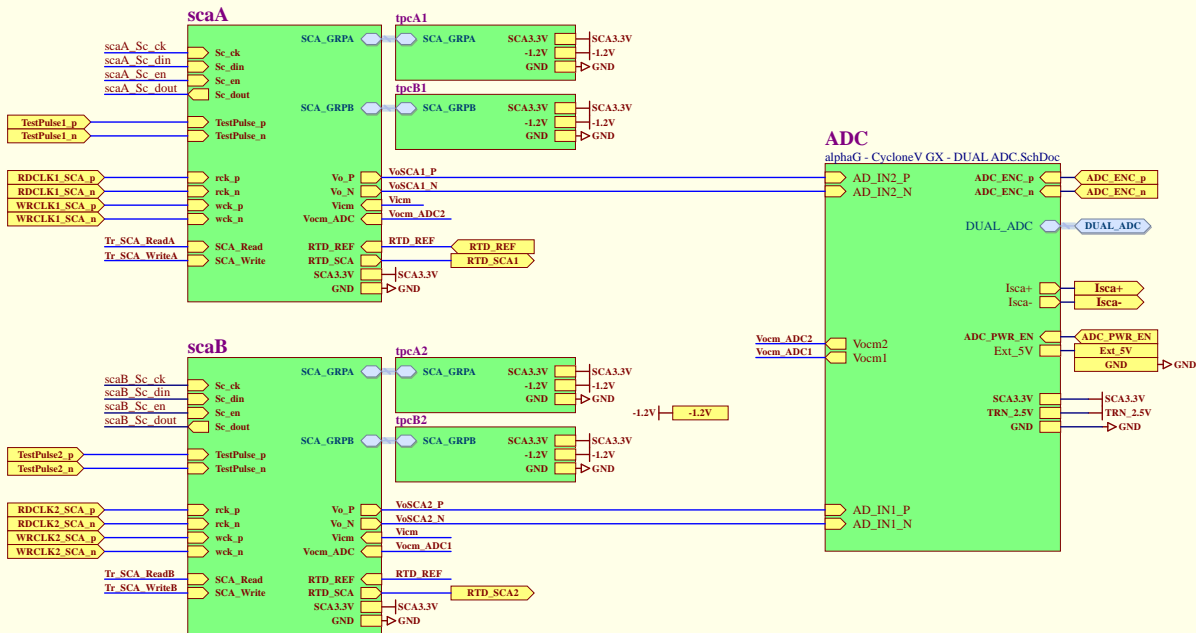 scaA
scaA_Sc_ck
scaA_Sc_din
scaA_Sc_en
scaA_Sc_dout
Sc_ck
Sc_din
Sc_en
Sc_dout
TestPulse1_p
TestPulse1_n
TestPulse_p
TestPulse_n
RDCLK1_SCA_p
RDCLK1_SCA_n
WRCLK1_SCA_p
WRCLK1_SCA_n
rck_p
rck_n
wck_p
wck_n
Tr_SCA_ReadA
Tr_SCA_WriteA
SCA_Read
SCA_Write
SCA_GRPA
SCA_GRPB
Vo_P
Vo_N
Vicm
Vocm_ADC
RTD_REF
RTD_SCA
SCA3.3V
GND
VoSCA1_P
VoSCA1_N
Vicm
Vocm_ADC2
RTD_REF
RTD_REF
RTD_SCA1
SCA3.3V
GND
tpcA1
SCA_GRPA
SCA3.3V
-1.2V
GND
SCA3.3V
-1.2V
GND
tpcB1
SCA_GRPB
SCA3.3V
-1.2V
GND
SCA3.3V
-1.2V
GND
scaB
scaB_Sc_ck
scaB_Sc_din
scaB_Sc_en
scaB_Sc_dout
Sc_ck
Sc_din
Sc_en
Sc_dout
TestPulse2_p
TestPulse2_n
TestPulse_p
TestPulse_n
RDCLK2_SCA_p
RDCLK2_SCA_n
WRCLK2_SCA_p
WRCLK2_SCA_n
rck_p
rck_n
wck_p
wck_n
Tr_SCA_ReadB
Tr_SCA_WriteB
SCA_Read
SCA_Write
SCA_GRPA
SCA_GRPB
Vo_P
Vo_N
Vicm
Vocm_ADC
RTD_REF
RTD_SCA
SCA3.3V
GND
VoSCA2_P
VoSCA2_N
Vicm
Vocm_ADC1
RTD_REF
RTD_SCA2
SCA3.3V
GND
tpcA2
SCA_GRPA
SCA3.3V
-1.2V
GND
SCA3.3V
-1.2V
GND
tpcB2
SCA_GRPB
SCA3.3V
-1.2V
GND
SCA3.3V
-1.2V
GND
-1.2V
-1.2V
ADC
alphaG - CycloneV GX - DUAL ADC.SchDoc
AD_IN2_P
AD_IN2_N
Vocm_ADC2
Vocm_ADC1
Vocm2
Vocm1
AD_IN1_P
AD_IN1_N
ADC_ENC_p
ADC_ENC_n
ADC_ENC_p
ADC_ENC_n
DUAL_ADC
DUAL_ADC
Isca+
Isca-
Isca+
Isca-
ADC_PWR_EN
Ext_5V
ADC_PWR_EN
Ext_5V
GND
GND
SCA3.3V
TRN_2.5V
GND
SCA3.3V
TRN_2.5V
GND